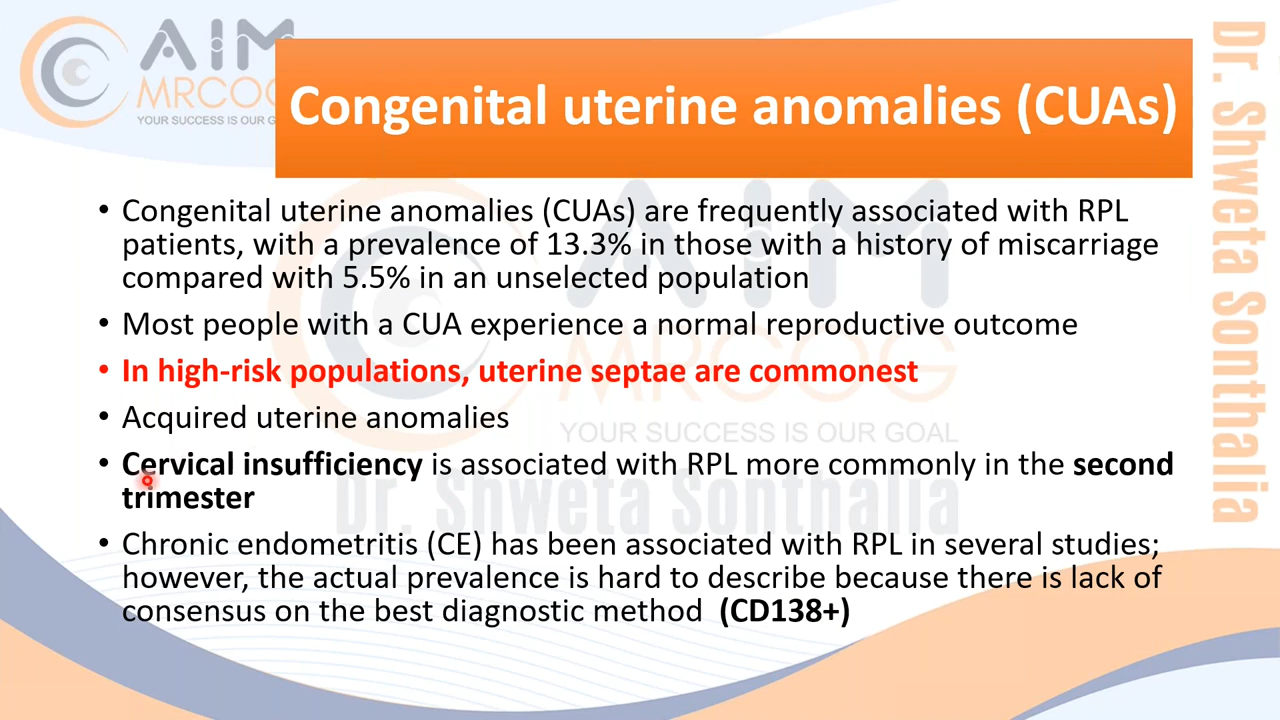 AIM
MRCOG
YOUR SUCCESS IS OUR G
Congenital uterine anomalies (CUAs)
• Congenital uterine anomalies (CUAs) are frequently associated with RPL
patients, with a prevalence of 13.3% in those with a history of miscarriage
compared with 5.5% in an unselected population
• Most people with a CUA experience a normal reproductive outcome
• In high-risk populations, uterine septae are commonest
• Acquired uterine anomalies
• Cervical insufficiency is associated with RPL more commonly in the second
trimester
• Chronic endometritis (CE) has been associated with RPL in several studies;
however, the actual prevalence is hard to describe because there is lack of
consensus on the best diagnostic method (CD138+)
AIM
MRCOG
YOUR SUCCESS IS OUR GOAL
Dr. Shweta Sonthalia
Dr. Shweta Sonthalia